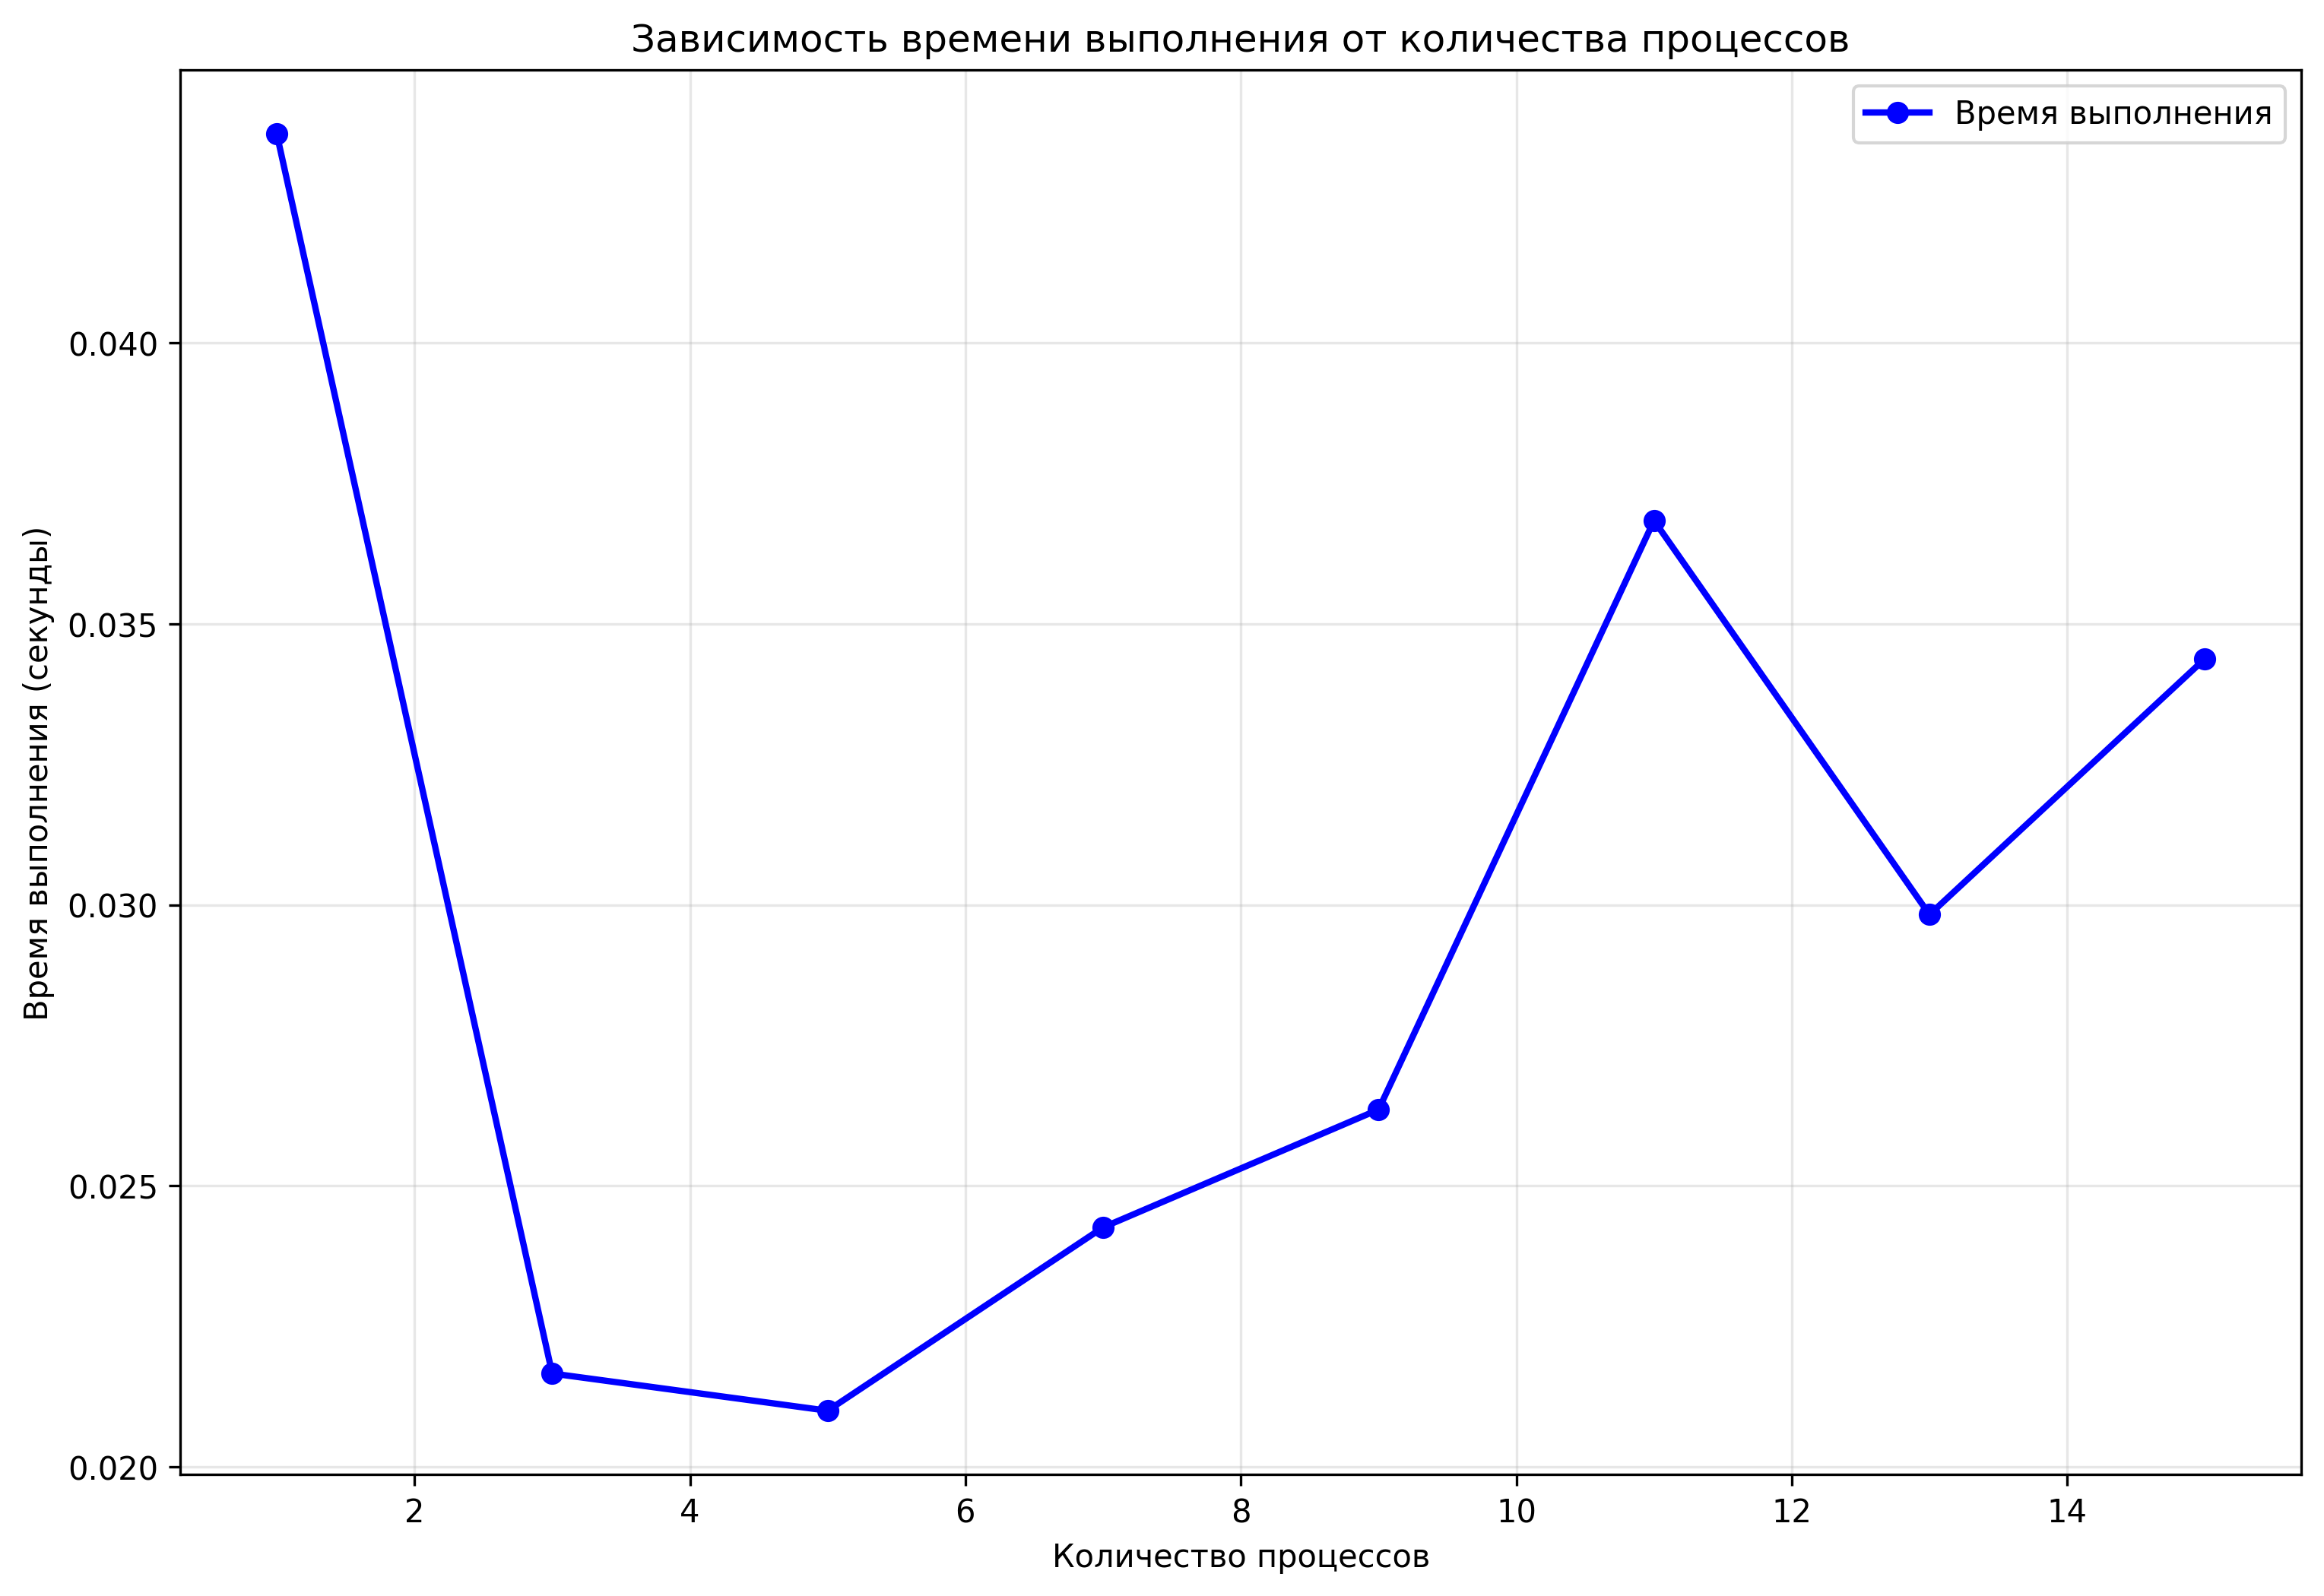 Зависимость времени выполнения от количества процессов
Время выполнения
Время выполнения (секунды)
0.040
0.035
0.030
0.025
0.020
2 4 6 8 10 12 14
Количество процессов